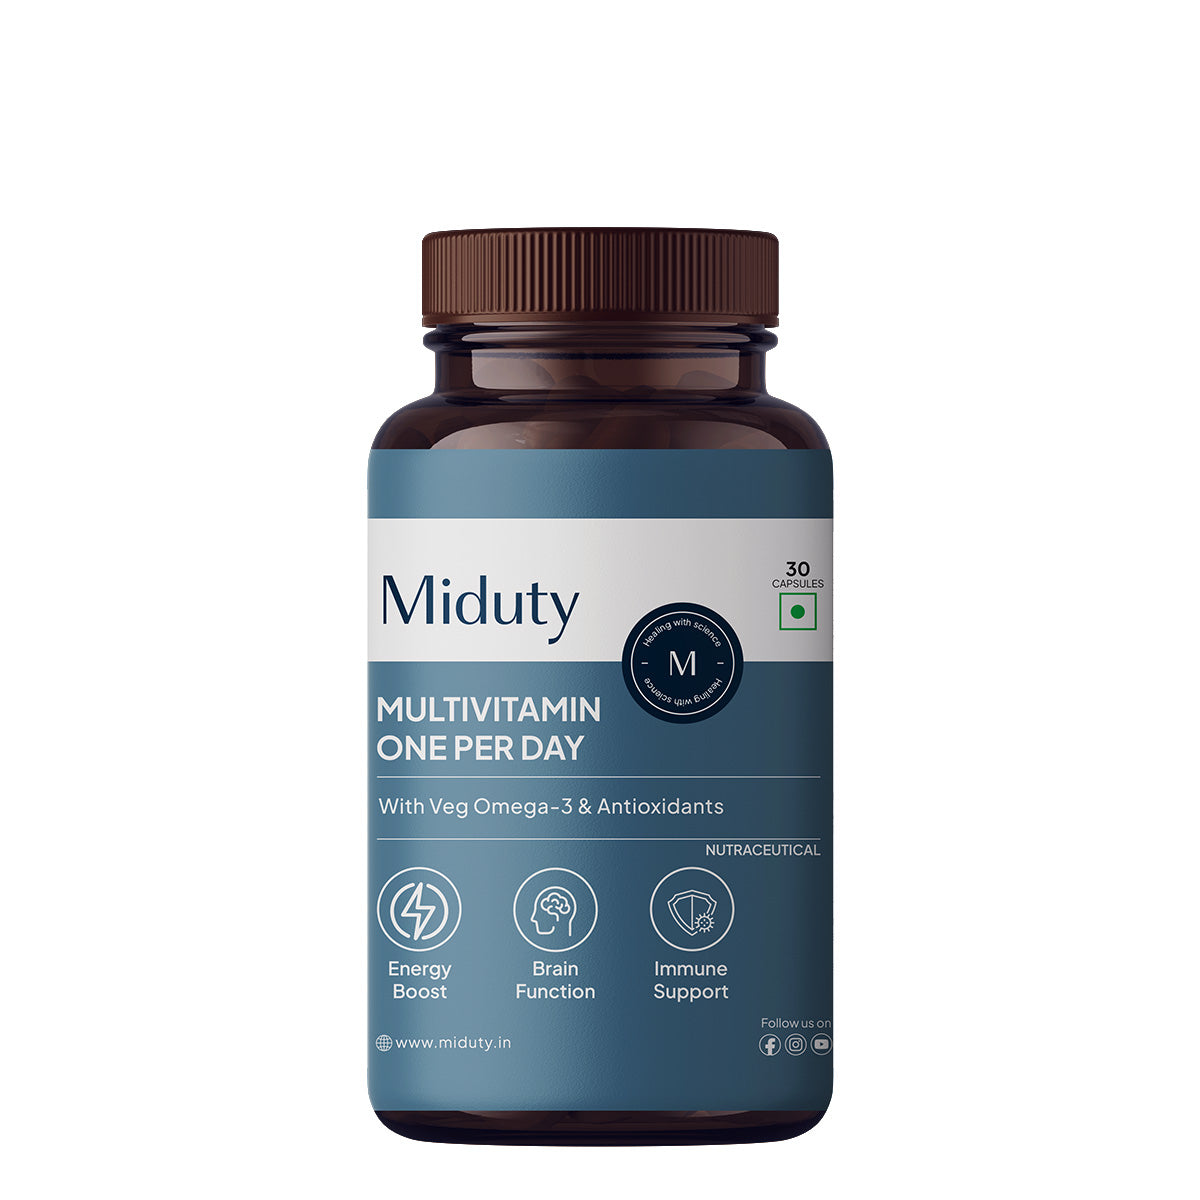 Miduty
30
CAPSULES
Healing with science
M
Healing with science
MULTIVITAMIN
ONE PER DAY
With Veg Omega-3 & Antioxidants
NUTRACEUTICAL
Energy
Boost
Brain
Function
Immune
Support
Follow us on
www.miduty.in